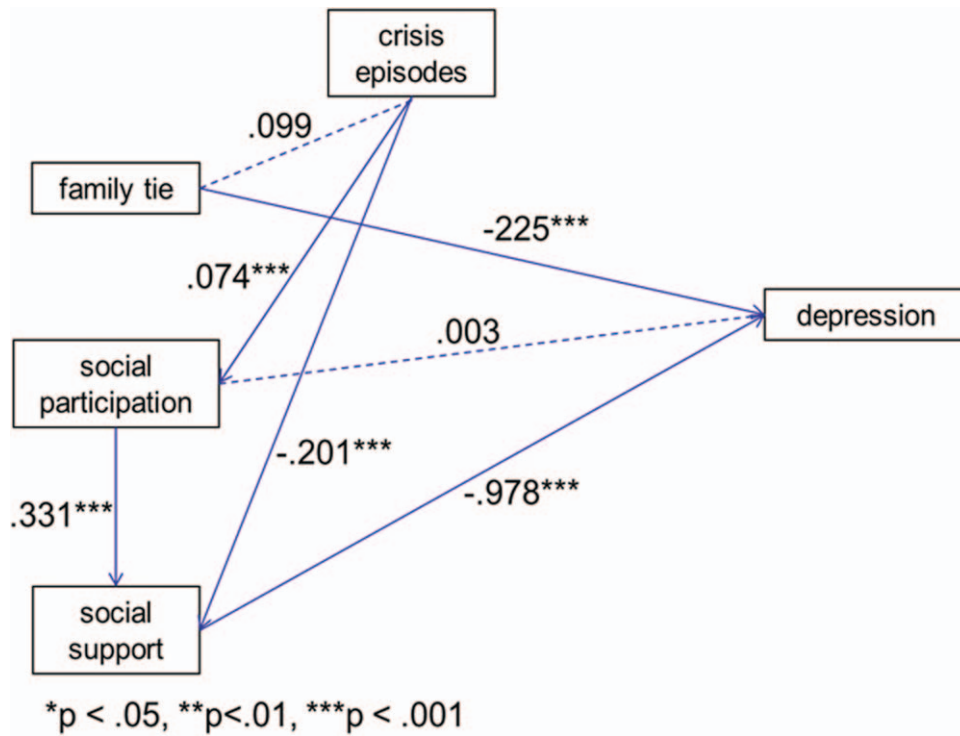 crisis
episodes
.099
family tie
-225***
.074***
depression
.003
social
participation
-.201***
-.978***
.331***
social
support
*p < .05, **p<.01, ***p < .001